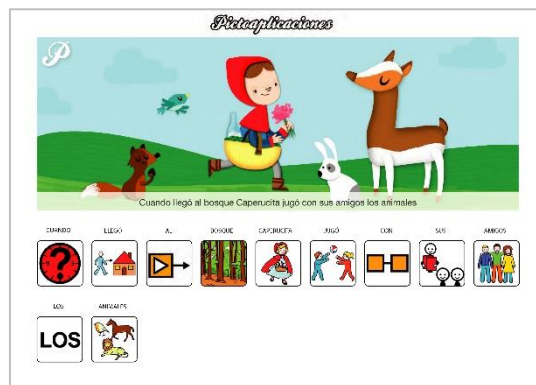 Pictoaplicaciones
P
Cuando llegó al bosque Caperucita jugó con sus amigos los animales
CUANDO LLEGÓ AL BOSQUE CAPERUCITA JUGÓ CON SUS AMIGOS
?
LOS ANIMALES
LOS